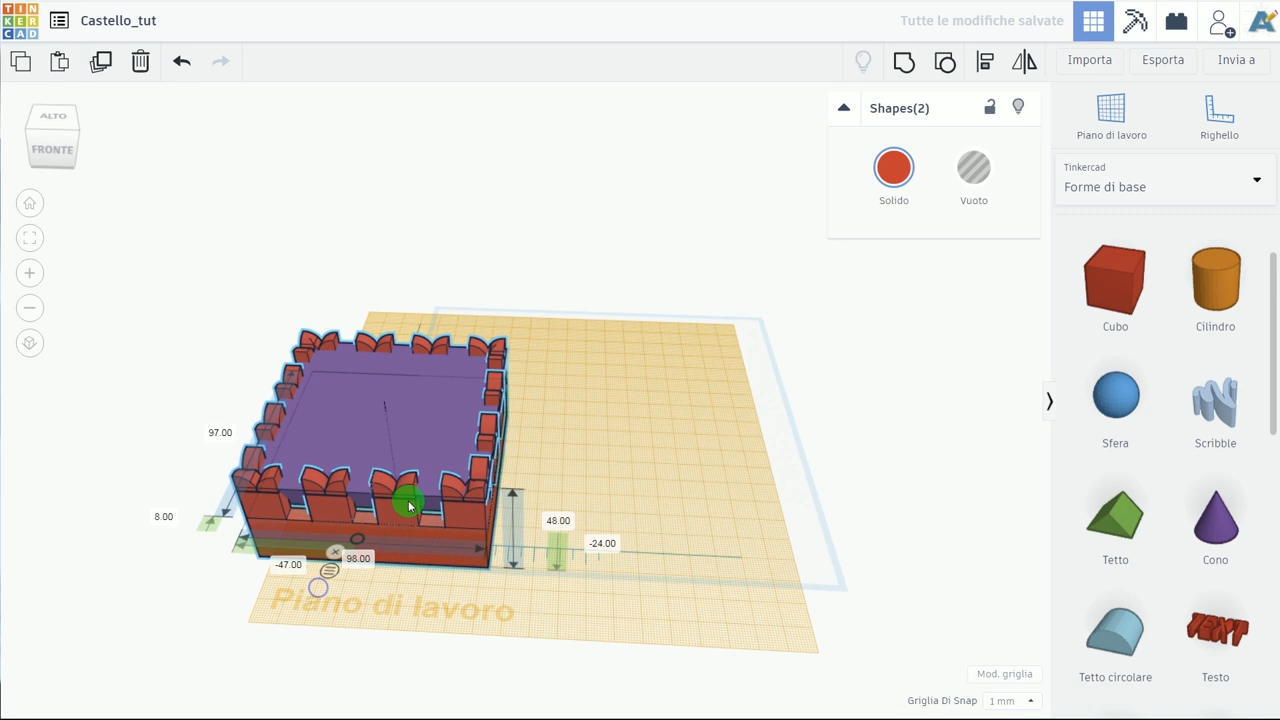 TIN
KER
CAD
Castello_tut
Tutte le modifiche salvate
Importa
Esporta
Invia a
ALTO
FRONTE
Shapes(2)
Solido
Vuoto
Piano di lavoro
Righello
Tinkercad
Forme di base
Cubo
Cilindro
Sfera
Scribble
Tetto
Cono
Tetto circolare
TEXT
Testo
97.00
8.00
48.00
-24.00
-47.00
98.00
Piano di lavoro
Mod. griglia
Griglia Di Snap
1 mm